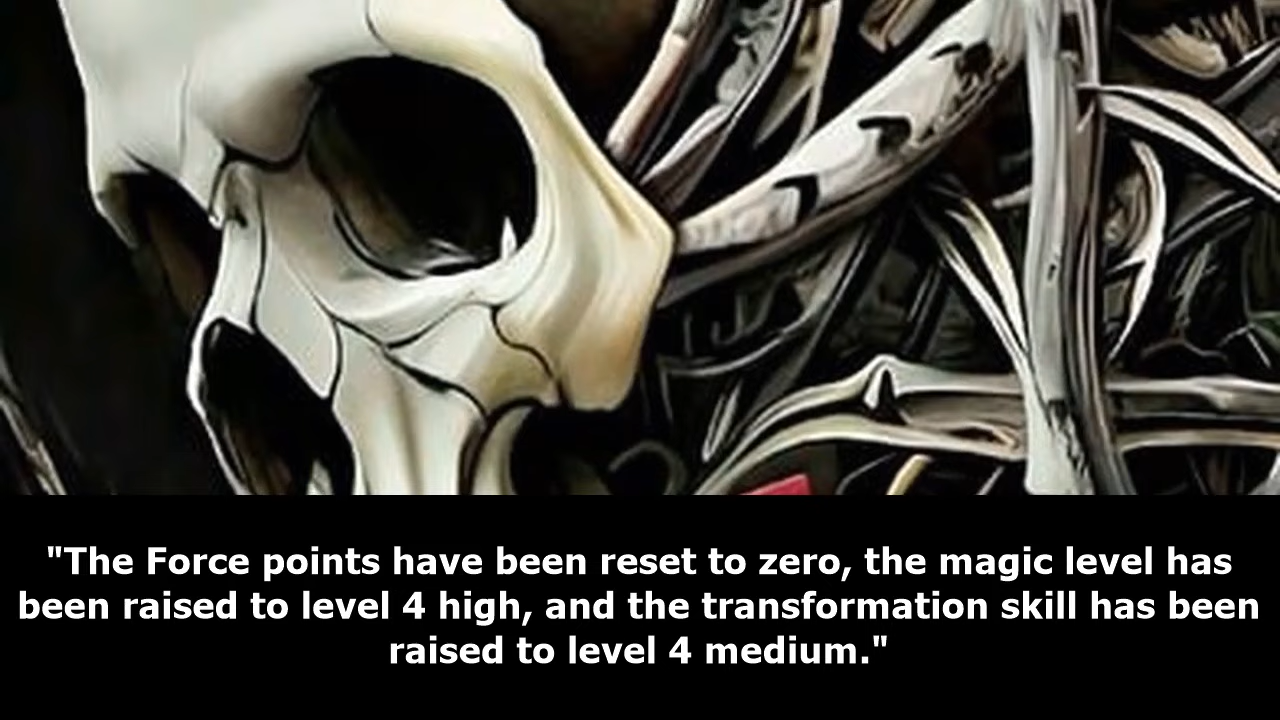 "The Force points have been reset to zero, the magic level has
been raised to level 4 high, and the transformation skill has been
raised to level 4 medium."